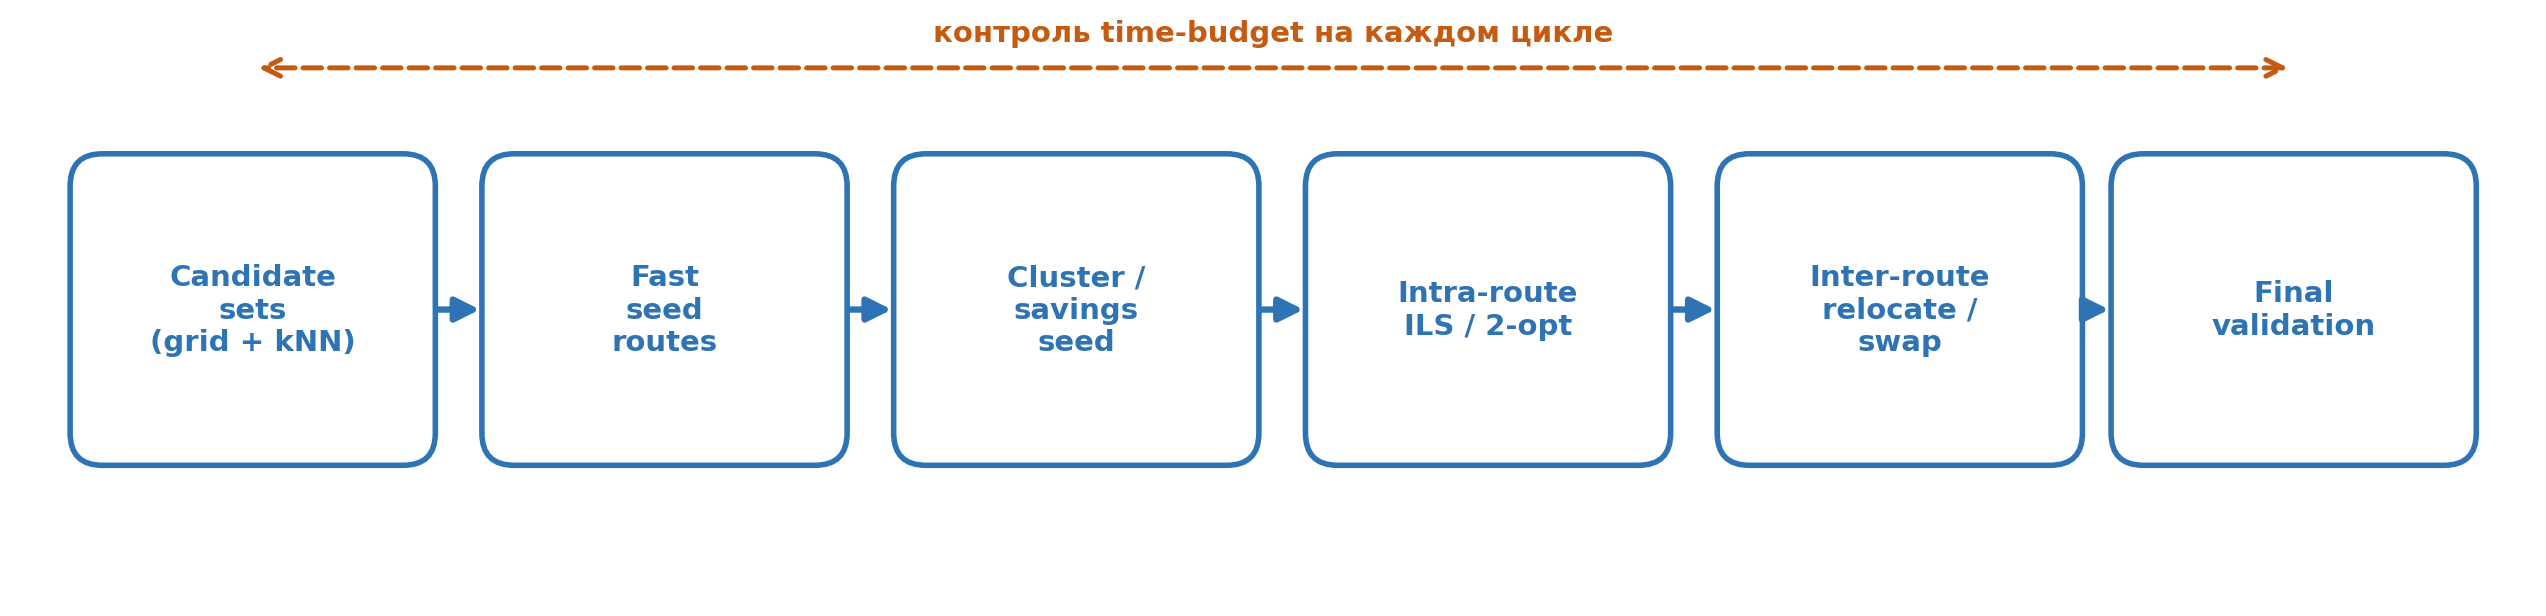 контроль time-budget на каждом цикле
Candidate
sets
(grid + kNN)
Fast
seed
routes
Cluster /
savings
seed
Intra-route
ILS / 2-opt
Inter-route
relocate /
swap
Final
validation